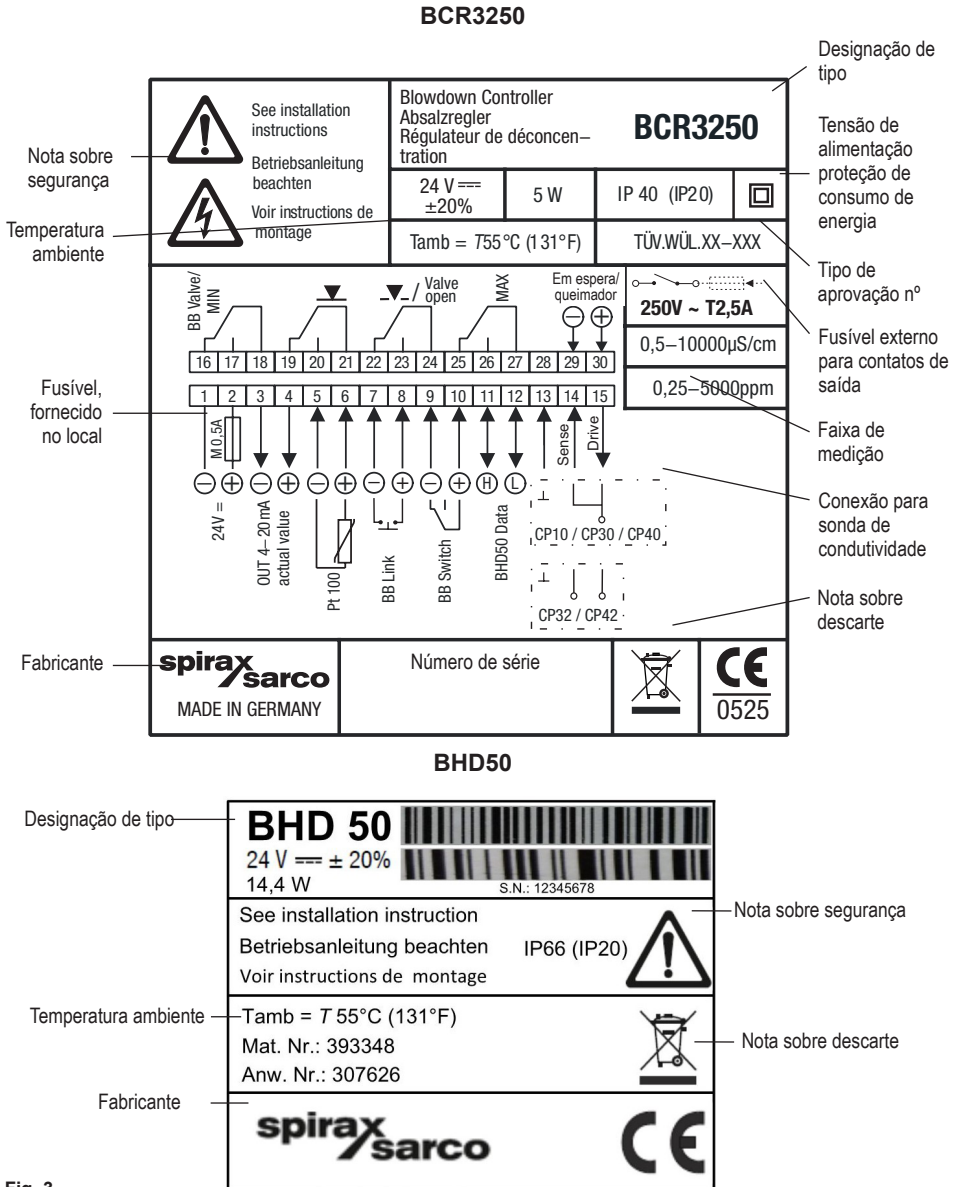 BCR3250
Designação de
tipo
See installation
instructions
Betriebsanleitung
beachten
Voir instructions de
montage
Blowdown Controller
Absalzregler
Régulateur de déconcen–
tration
BCR3250
24 V
±20%
5 W
IP 40 (IP20)
Tamb = T55°C (131°F)
TÜV.WÜL.XX–XXX
Nota sobre
segurança
Temperatura
ambiente
Tensão de
alimentação
proteção de
consumo de
energia
Tipo de
aprovação nº
BB Valve/
MIN
/ Valve
open
MAX
Em espera/
queimador
250V ~ T2,5A
0,5–10000µS/cm
0,25–5000ppm
Fusível externo
para contatos de
saída
16 17 18 19 20 21 22 23 24 25 26 27 28 29 30
1 2 3 4 5 6 7 8 9 10 11 12 13 14 15
Fusível,
fornecido
no local
Faixa de
medição
M 0,5A
Sense
Drive
– + – + – + – + – + H L
24V =
OUT 4–20mA
actual value
Pt 100
BB Link
BB Switch
BHD50 Data
CP10 / CP30 / CP40
CP32 / CP42
Conexão para
sonda de
condutividade
Nota sobre
descarte
Fabricante
spirax
sarco
MADE IN GERMANY
Número de série
CE
0525
BHD50
Designação de tipo
BHD 50
24 V ± 20%
14,4 W
S.N.: 12345678
See installation instruction
Betriebsanleitung beachten
Voir instructions de montage
IP66 (IP20)
Nota sobre segurança
Temperatura ambiente
Tamb = T 55°C (131°F)
Mat. Nr.: 393348
Anw. Nr.: 307626
Nota sobre descarte
Fabricante
spirax
sarco
CE